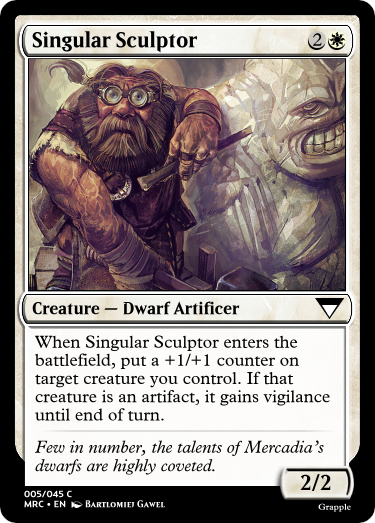 Singular Sculptor 2
Creature — Dwarf Artificer
When Singular Sculptor enters the
battlefield, put a +1/+1 counter on
target creature you control. If that
creature is an artifact, it gains vigilance
until end of turn.
Few in number, the talents of Mercadia's
dwarfs are highly coveted.
2/2
005/045 C
MRC • EN Bartlomiej Gawel
Grapple